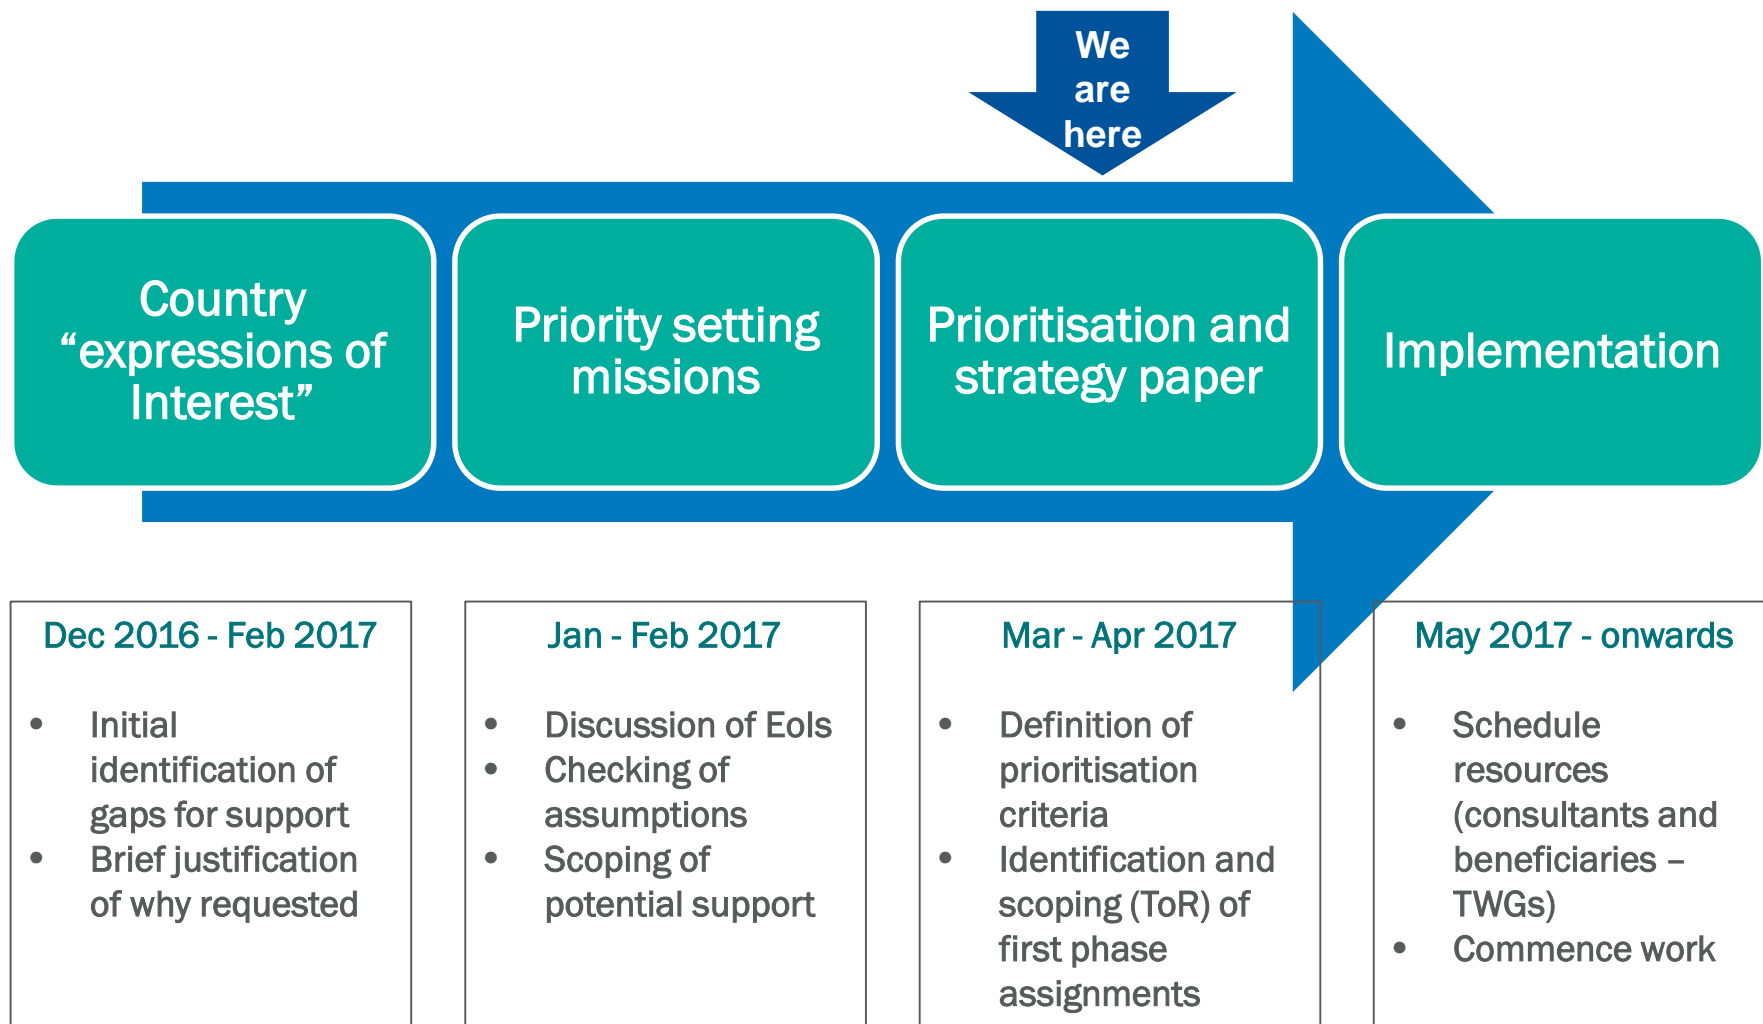 We
are
here
Country
“expressions of
Interest”
Priority setting
missions
Prioritisation and
strategy paper
Implementation
Dec 2016 - Feb 2017
• Initial
identification of
gaps for support
• Brief justification
of why requested
Jan - Feb 2017
• Discussion of EoIs
• Checking of
assumptions
• Scoping of
potential support
Mar - Apr 2017
• Definition of
prioritisation
criteria
• Identification and
scoping (ToR) of
first phase
assignments
May 2017 - onwards
• Schedule
resources
(consultants and
beneficiaries –
TWGs)
• Commence work